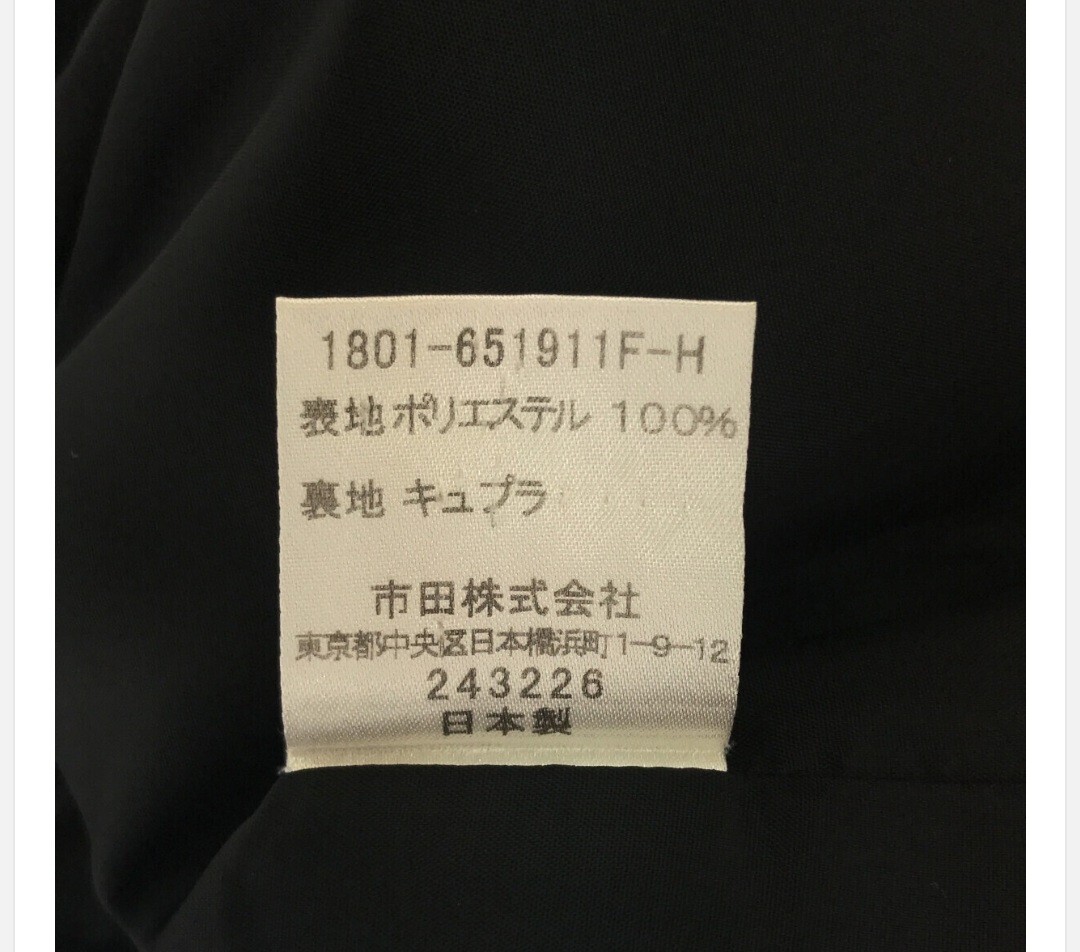 1801-651911F-H
表地 ポリエステル 100%
裏地 キュプラ
市田株式会社
東京都中央区日本橋浜町1-9-12
243226
日本製